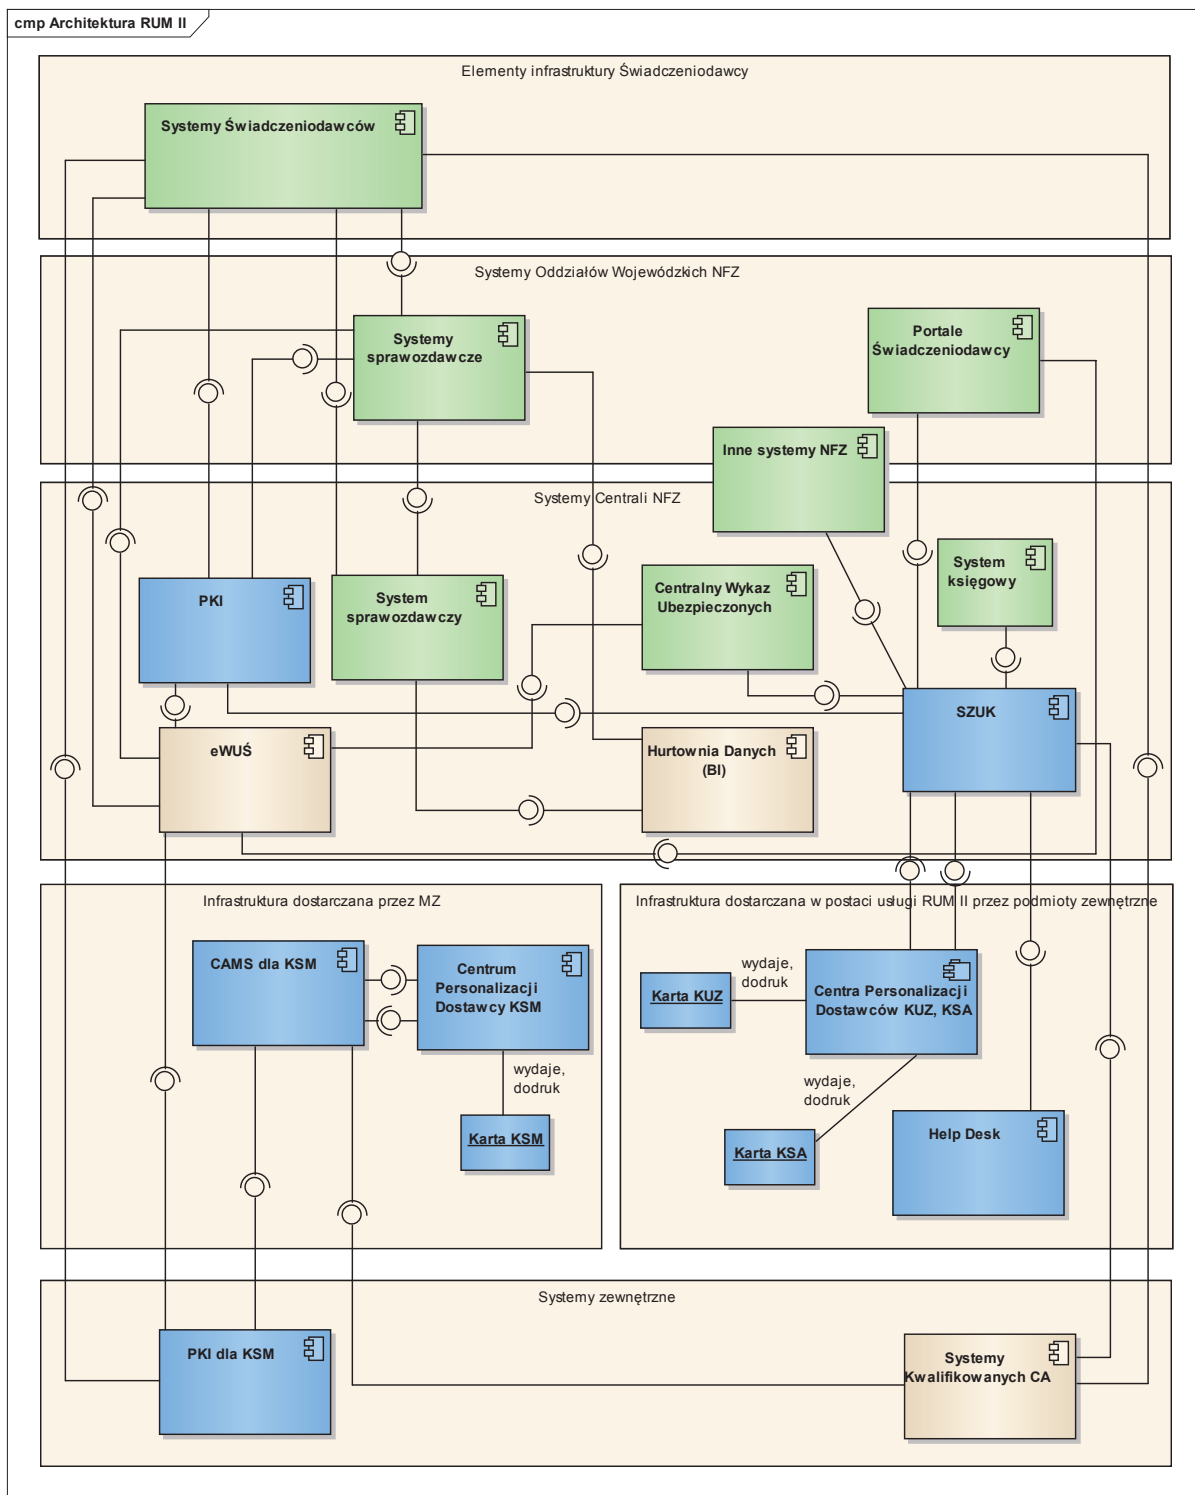 cmp Architektura RUM II
Elementy infrastruktury Świadczeniodawcy
Systemy Świadczeniodawców
Systemy Oddziałów Wojewódzkich NFZ
Systemy
sprawozdawcze
Portale
Świadczeniodawcy
Inne systemy NFZ
Systemy Centrali NFZ
PKI
System
sprawozdawczy
Centralny Wykaz
Ubezpieczonych
System
księgowy
SZUK
eWUŚ
Hurtownia Danych
(BI)
Infrastruktura dostarczana przez MZ
CAMS dla KSM
Centrum
Personalizacji
Dostawcy KSM
wydaje,
dodruk
Karta KSM
Infrastruktura dostarczana w postaci usługi RUM II przez podmioty zewnętrzne
Karta KUZ
wydaje,
dodruk
Centra Personalizacji
Dostawców KUZ, KSA
wydaje,
dodruk
Karta KSA
Help Desk
Systemy zewnętrzne
PKI dla KSM
Systemy
Kwalifikowanych CA